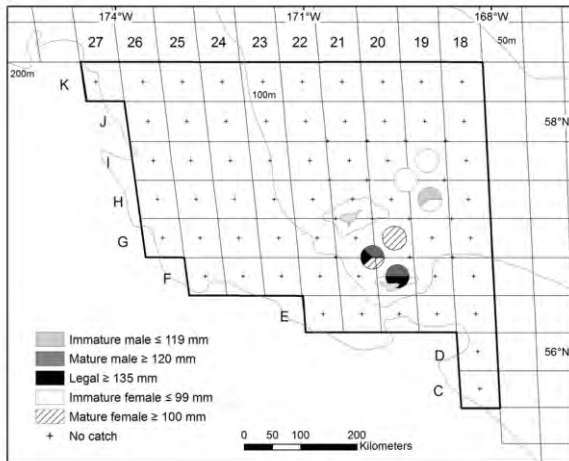 174°W 171°W 168°W
27 26 25 24 23 22 21 20 19 18 50m
200m
K
100m
J 58°N
I
H
G
F
E
D 56°N
C
Immature male ≤ 119 mm
Mature male ≥ 120 mm
Legal ≥ 135 mm
Immature female ≤ 99 mm
Mature female ≥ 100 mm
No catch
0 50 100 200
Kilometers